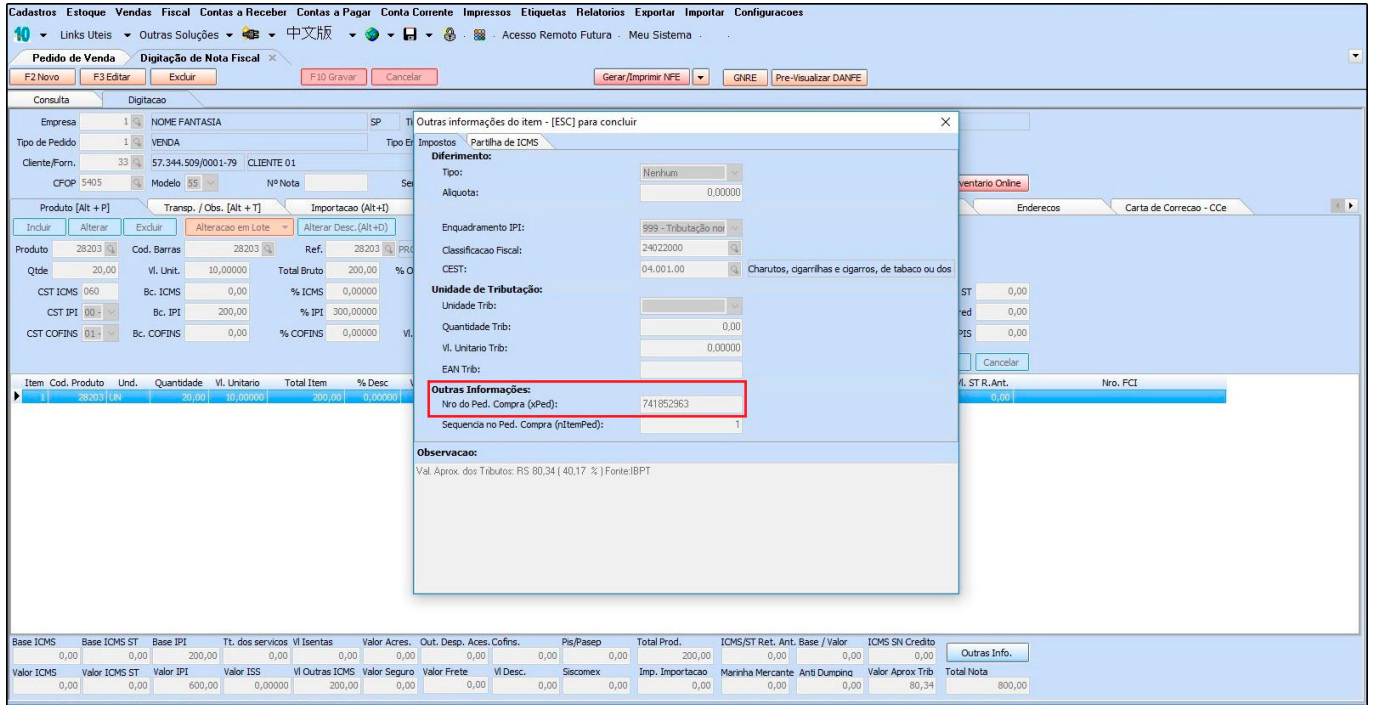 Cadastros Estoque Vendas Fiscal Contas a Receber Contas a Pagar Conta Corrente Impressos Etiquetas Relatorios Exportar Importar Configuracoes
10 Links Uteis Outras Soluções 中文版 Acesso Remoto Futura Meu Sistema
Pedido de Venda Digitação de Nota Fiscal
F2 Novo F3 Editar Excluir F10 Gravar Cancelar Gerar/Imprimir NFE GNRE Pre-Visualizar DANFE
Consulta Digitacao
Empresa 1 NOME FANTASIA SP
Tipo de Pedido 1 VENDA
Cliente/Forn. 33 57.344.509/0001-79 CLIENTE 01
CFOP 5405 Modelo 55 Nº Nota
Produto [Alt + P] Transp. / Obs. [Alt + T] Importacao (Alt+I) Enderecos Carta de Correcao - CCe
Incluir Alterar Excluir Alteracao em Lote Alterar Desc.(Alt+D)
Produto 28203 Cod. Barras 28203 Ref. 28203
Qtde 20,00 Vl. Unit. 10,00000 Total Bruto 200,00
CST ICMS 060 Bc. ICMS 0,00 % ICMS 0,00000 ST 0,00
CST IPI 00 - Bc. IPI 200,00 % IPI 300,00000 0,00
CST COFINS 01 - Bc. COFINS 0,00 % COFINS 0,00000 Vl. PIS 0,00
Cancelar
Item Cod. Produto Und. Quantidade Vl. Unitario Total Item % Desc Vl. ST R.Ant. Nro. FCI
1 28203 UN 20,00 10,00000 200,00 0,00000 0,00
Outras informações do item - [ESC] para concluir
Impostos Partilha de ICMS
Diferimento:
Tipo: Nenhum
Aliquota: 0,00000
Enquadramento IPI: 999 - Tributação nor
Classificacao Fiscal: 24022000
CEST: 04.001.00 Charutos, cigarrilhas e cigarros, de tabaco ou dos
Unidade de Tributação:
Unidade Trib:
Quantidade Trib: 0,00
Vl. Unitario Trib: 0,00000
EAN Trib:
Outras Informações:
Nro do Ped. Compra (xPed): 741852963
Sequencia no Ped. Compra (nItemPed): 1
Observacao:
Val. Aprox. dos Tributos: RS 80,34 ( 40,17 % ) Fonte:IBPT
Base ICMS Base ICMS ST Base IPI Tt. dos servicos Vl Isentas Valor Acres. Out. Desp. Aces. Cofins. Pis/Pasep Total Prod. ICMS/ST Ret. Ant. Base / Valor ICMS SN Credito
0,00 0,00 200,00 0,00 0,00 0,00 0,00 0,00 0,00 200,00 0,00 0,00 0,00 Outras Info.
Valor ICMS Valor ICMS ST Valor IPI Valor ISS Vl Outras ICMS Valor Seguro Valor Frete Vl Desc. Siscomex Imp. Importacao Marinha Mercante Anti Dumping Valor Aprox Trib Total Nota
0,00 0,00 600,00 0,00000 200,00 0,00 0,00 0,00 0,00 0,00 0,00 0,00 80,34 800,00